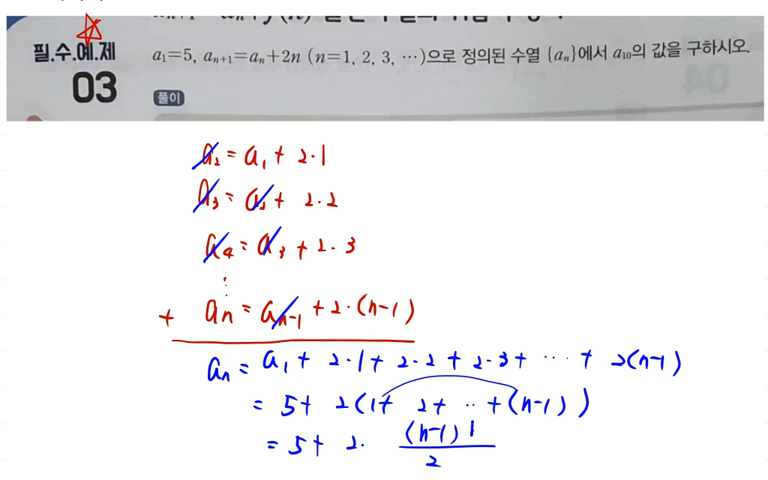 필.수.예.제
03
a₁=5, aₙ₊₁=aₙ+2n (n=1, 2, 3, ⋯)으로 정의된 수열 {aₙ}에서 a₁₀의 값을 구하시오.
풀이
a₂ = a₁ + 2·1
a₃ = a₂ + 2·2
a₄ = a₃ + 2·3
⋮
+ aₙ = aₙ₋₁ + 2·(n-1)
aₙ = a₁ + 2·1 + 2·2 + 2·3 + ⋯ + 2(n-1)
= 5 + 2(1 + 2 + ⋯ + (n-1))
= 5 + 2· (n-1) 1 / 2